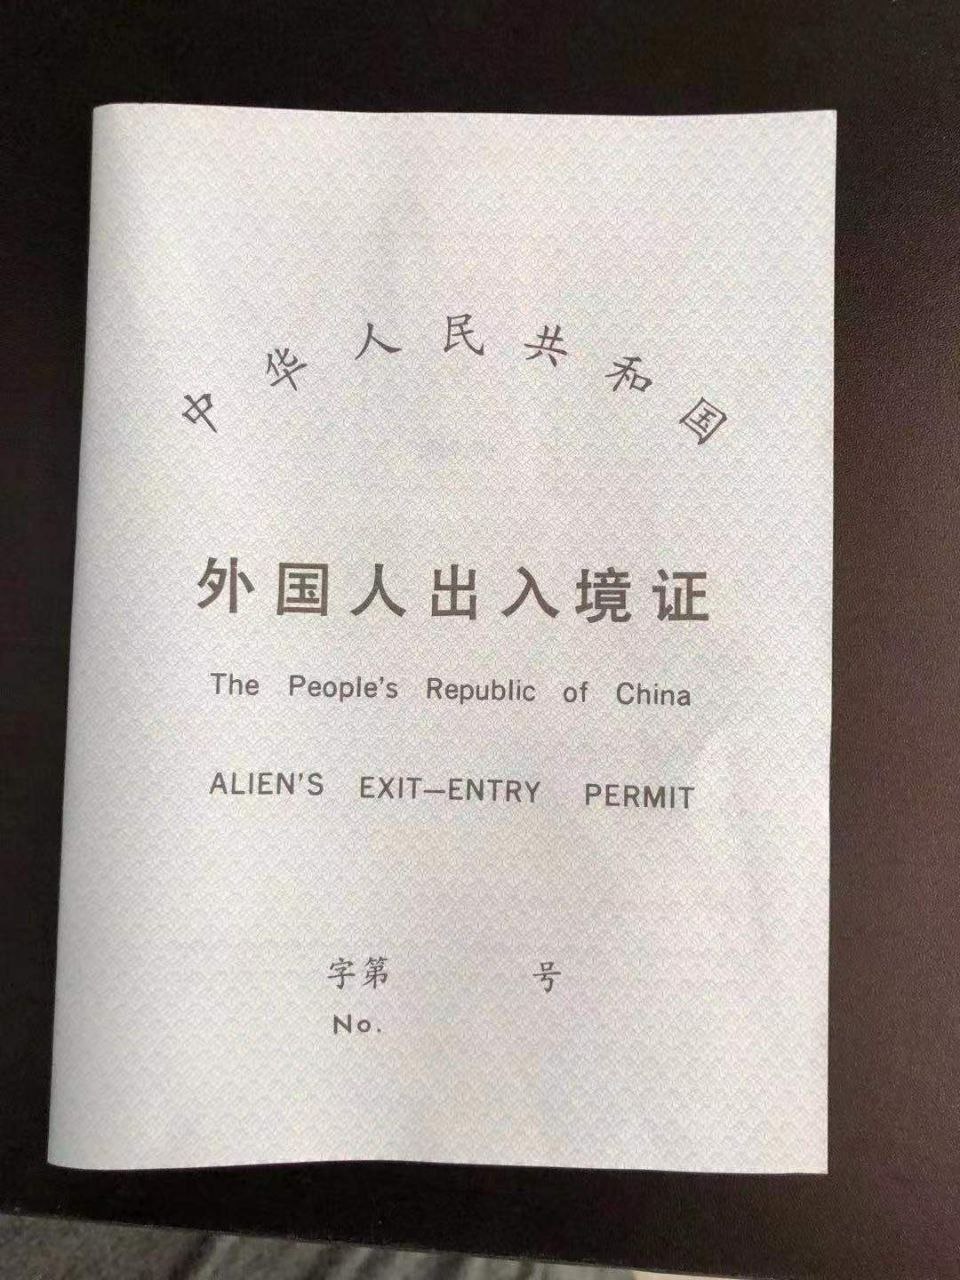 中华人民共和国
外国人出入境证
The People's Republic of China
ALIEN'S EXIT—ENTRY PERMIT
字第 号
No.